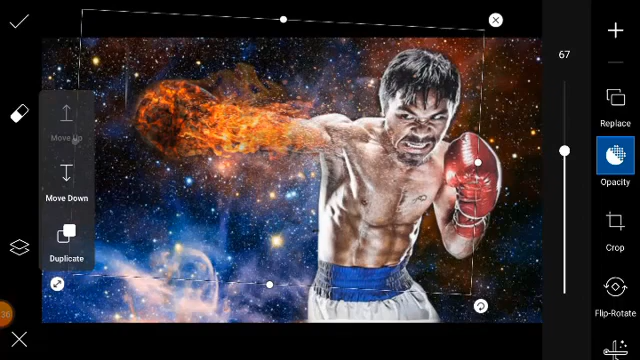 67
Move Up
Move Down
Duplicate
Replace
Opacity
Crop
Flip-Rotate